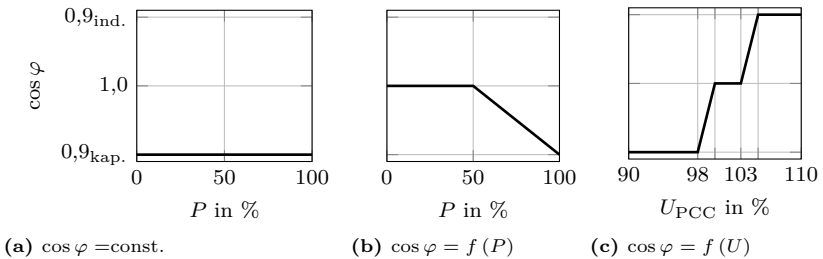 0,9ind.
1,0
0,9kap.
cos φ
0 50 100
P in %
0 50 100
P in %
90 98 103 110
UPCC in %
(a) cos φ =const.
(b) cos φ = f (P)
(c) cos φ = f (U)